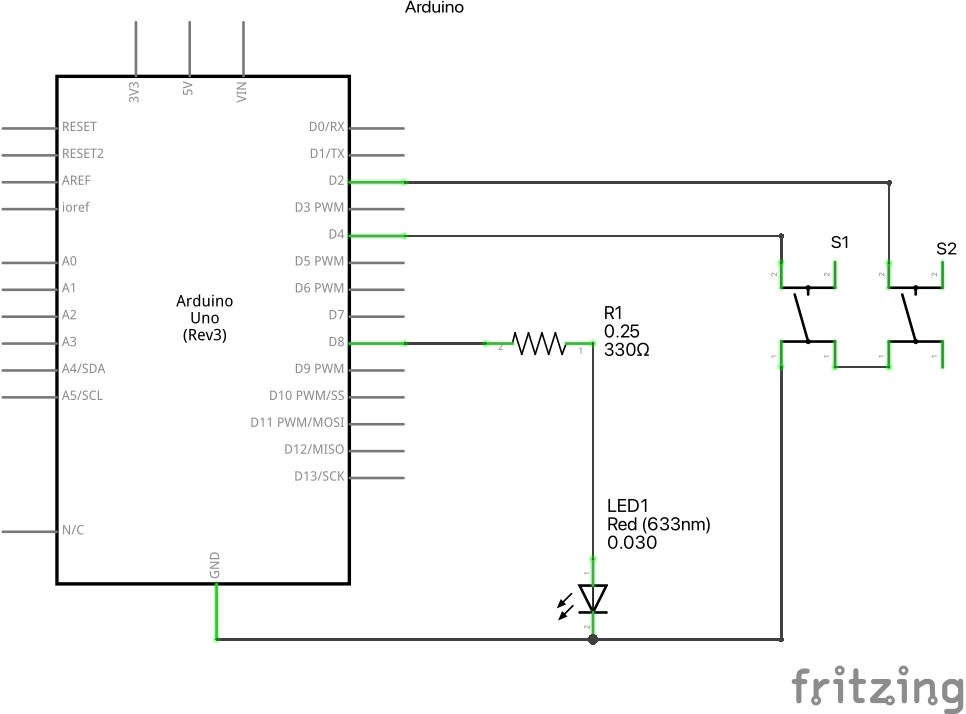 Arduino
3V3
5V
VIN
RESET
RESET2
AREF
ioref
A0
A1
A2
A3
A4/SDA
A5/SCL
N/C
Arduino
Uno
(Rev3)
D0/RX
D1/TX
D2
D3 PWM
D4
D5 PWM
D6 PWM
D7
D8
D9 PWM
D10 PWM/SS
D11 PWM/MOSI
D12/MISO
D13/SCK
GND
2
1
R1
0.25
330Ω
LED1
Red (633nm)
0.030
1
2
S1
2
2
1
1
S2
2
2
1
1
fritzing